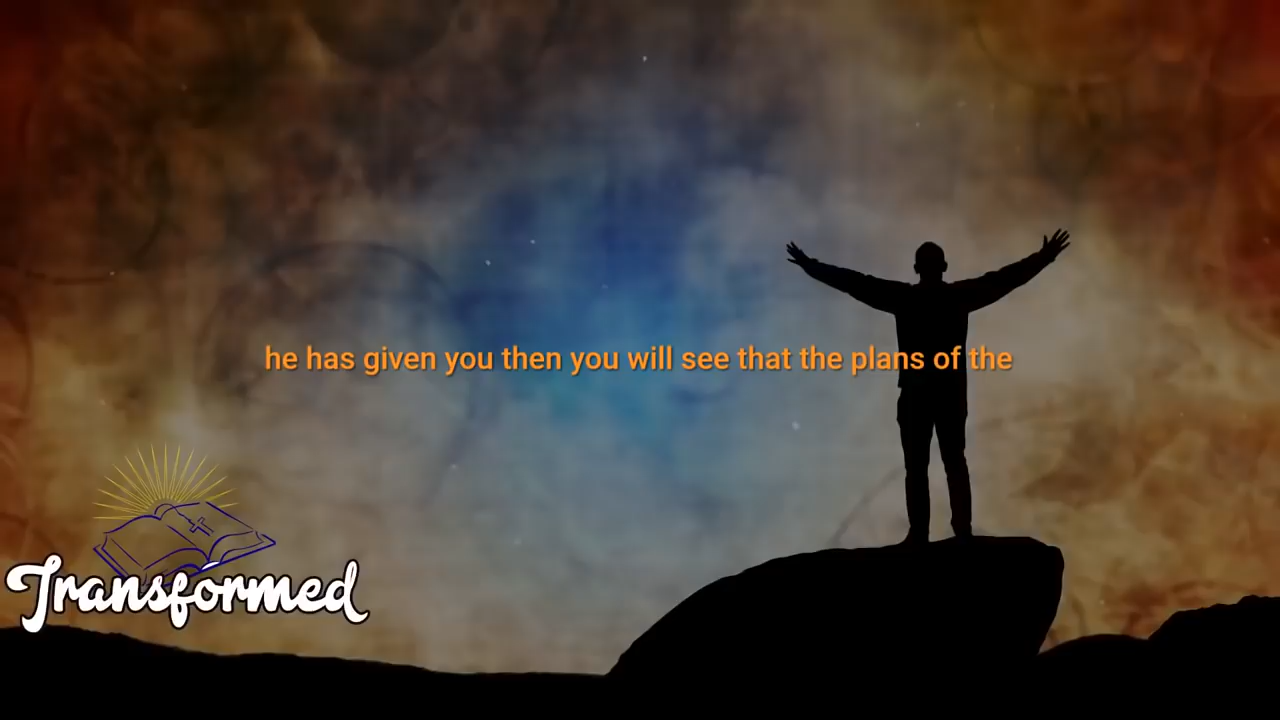 he has given you then you will see that the plans of the
Transformed